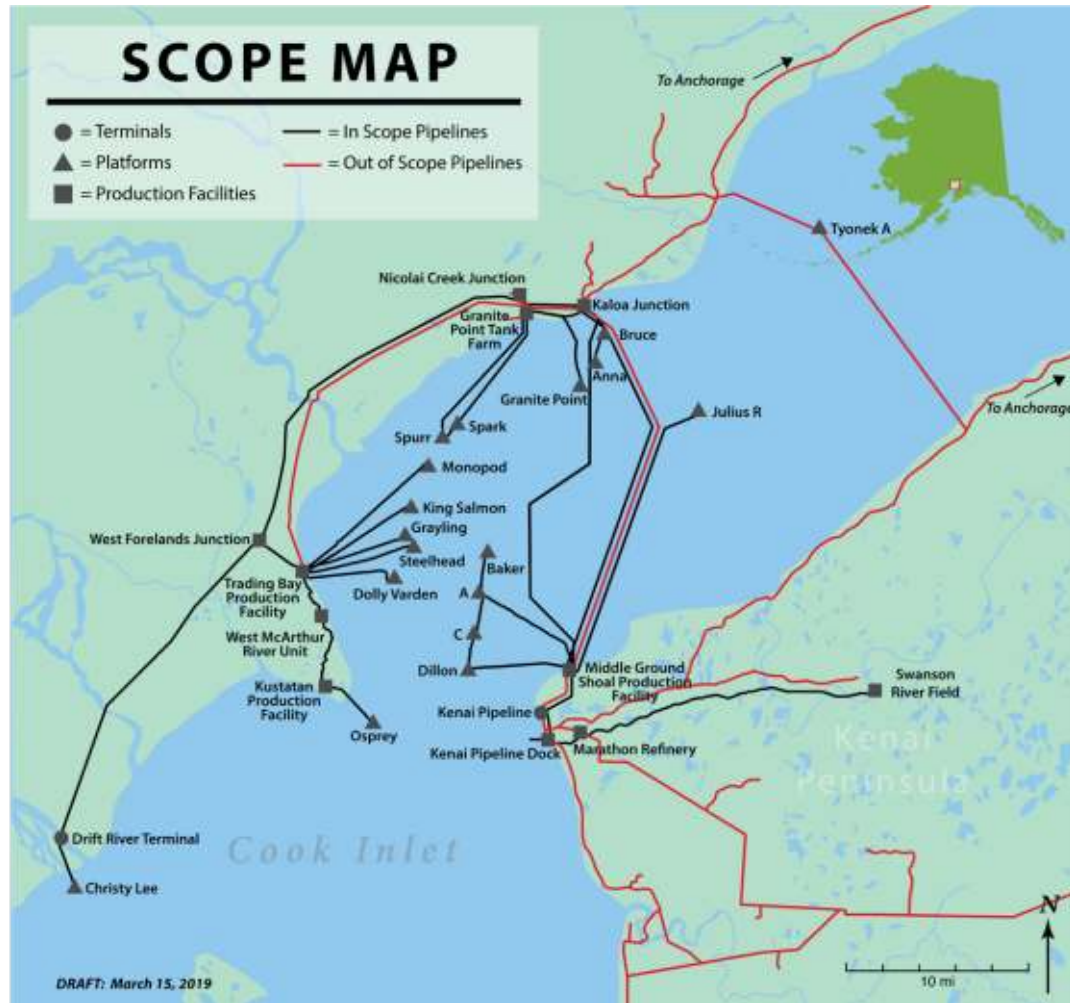 SCOPE MAP
= Terminals
= In Scope Pipelines
= Platforms
= Out of Scope Pipelines
= Production Facilities
To Anchorage
Tyonek A
Nicolai Creek Junction
Kaloa Junction
Granite
Point Tank
Farm
Bruce
Anna
Granite Point
Julius R
To Anchorage
Spark
Spurr
Monopod
King Salmon
Grayling
West Forelands Junction
Steelhead
Baker
Trading Bay
Production
Facility
Dolly Varden
A
West McArthur
River Unit
C
Dillon
Middle Ground
Shoal Production
Facility
Swanson
River Field
Kustatan
Production
Facility
Osprey
Kenai Pipeline
Kenai Pipeline Dock
Marathon Refinery
Kenai
Peninsula
Drift River Terminal
Cook Inlet
Christy Lee
N
DRAFT: March 15, 2019
10 mi